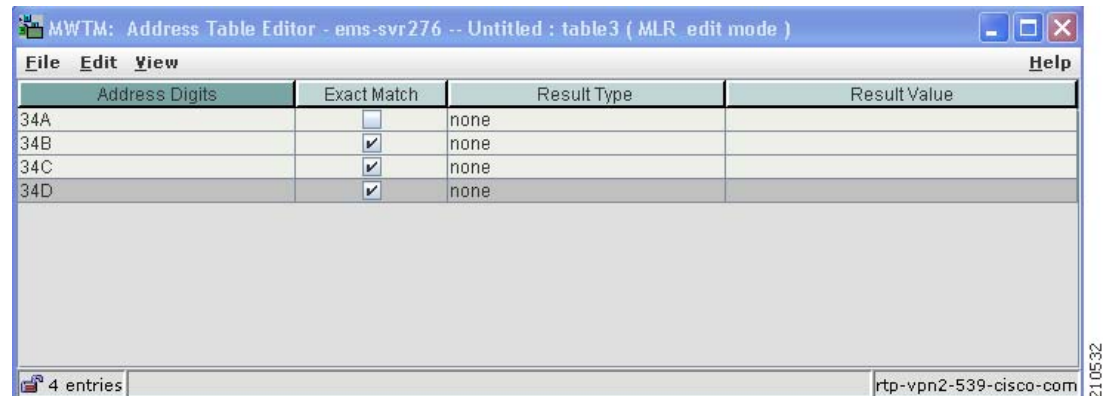 MWTM: Address Table Editor - ems-svr276 -- Untitled : table3 ( MLR edit mode )
File Edit View Help
Address Digits Exact Match Result Type Result Value
34A none
34B none
34C none
34D none
4 entries rtp-vpn2-539-cisco-com
210532